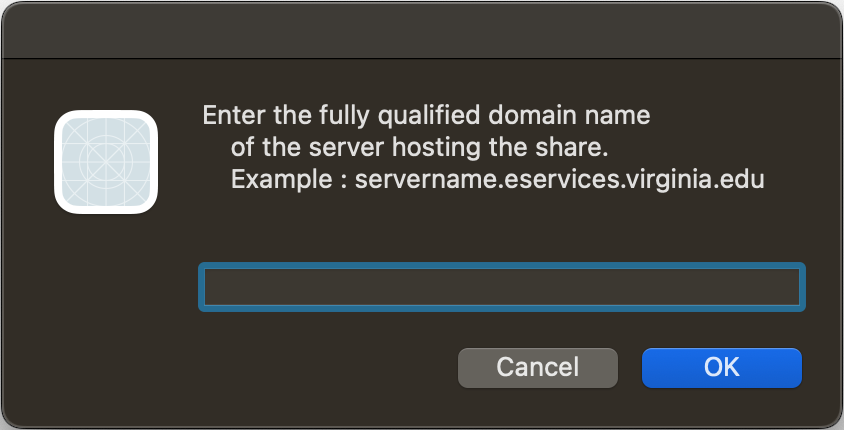 Enter the fully qualified domain name
of the server hosting the share.
Example : servername.eservices.virginia.edu
Cancel
OK